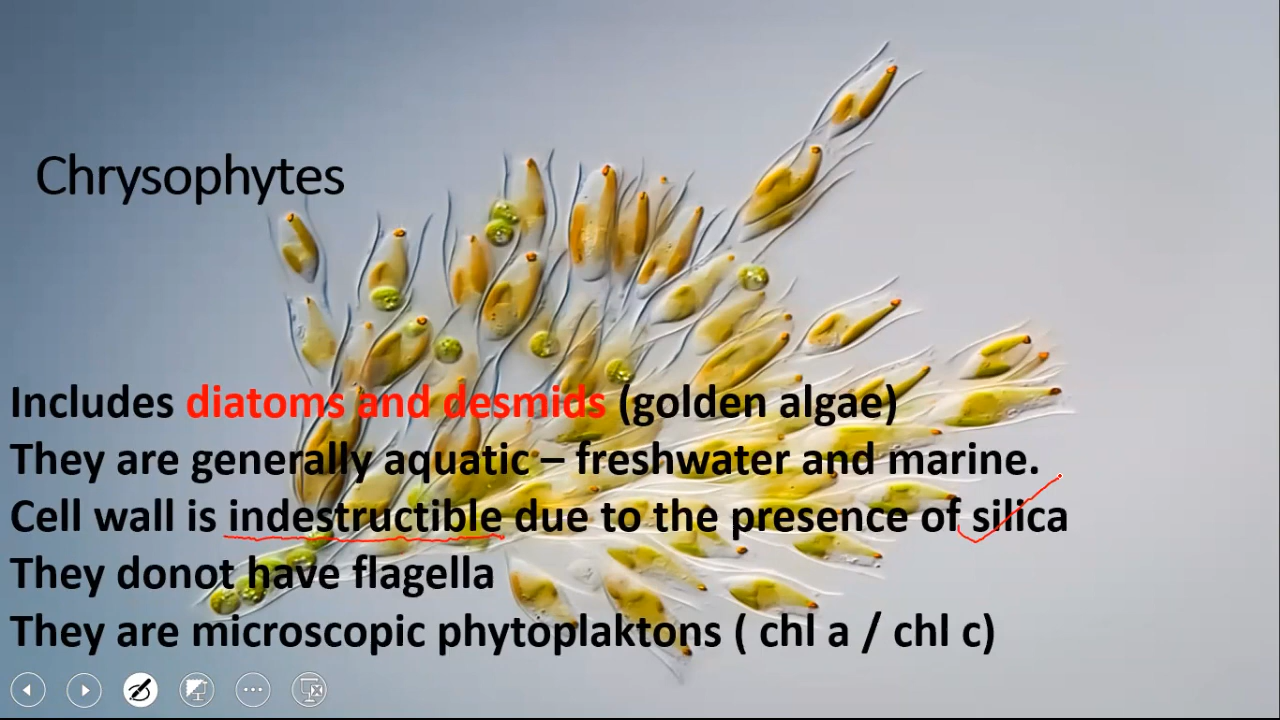 Chrysophytes
Includes diatoms and desmids (golden algae)
They are generally aquatic – freshwater and marine.
Cell wall is indestructible due to the presence of silica
They donot have flagella
They are microscopic phytoplaktons ( chl a / chl c)